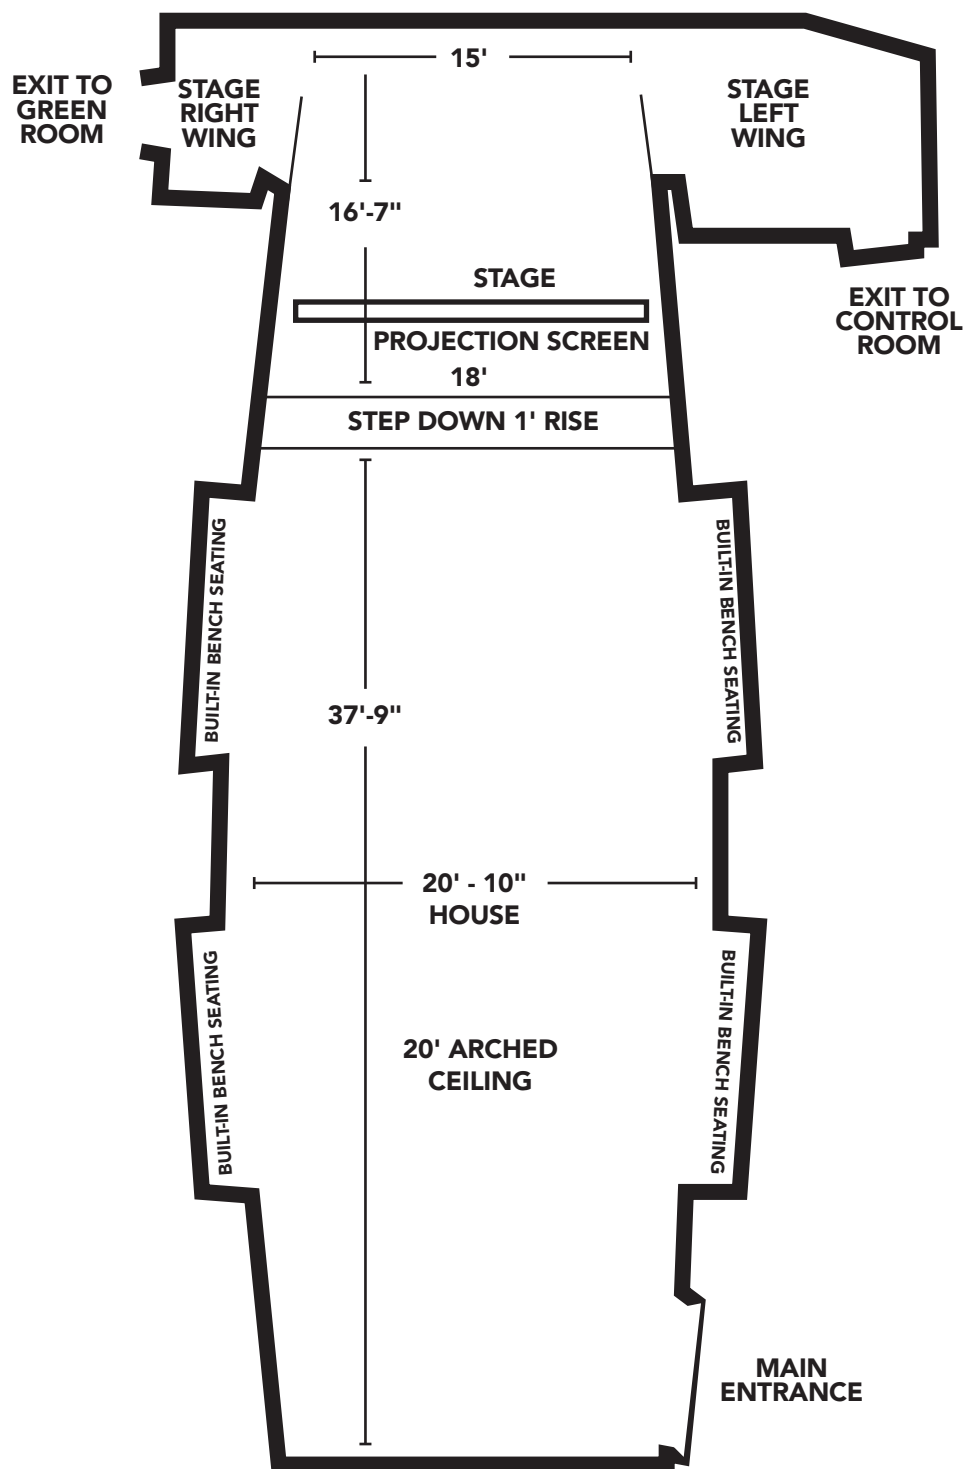 15'
EXIT TO
GREEN
ROOM
STAGE
RIGHT
WING
STAGE
LEFT
WING
16'-7"
STAGE
EXIT TO
CONTROL
ROOM
PROJECTION SCREEN
18'
STEP DOWN 1' RISE
BUILT-IN BENCH SEATING
BUILT-IN BENCH SEATING
37'-9"
20' - 10"
HOUSE
BUILT-IN BENCH SEATING
BUILT-IN BENCH SEATING
20' ARCHED
CEILING
MAIN
ENTRANCE